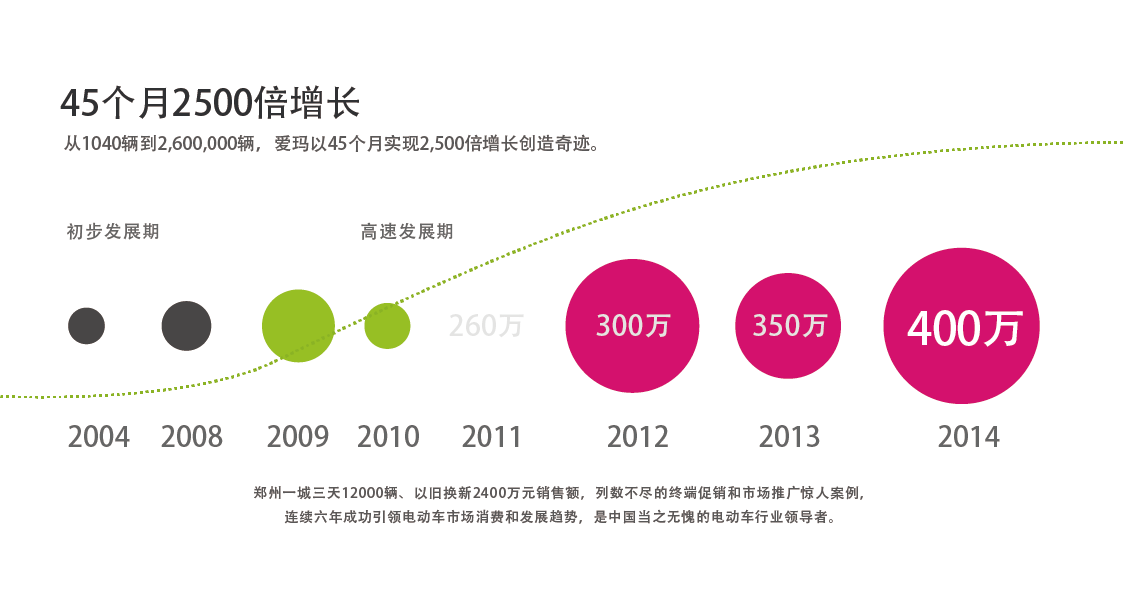 45个月2500倍增长
从1040辆到2,600,000辆，爱玛以45个月实现2,500倍增长创造奇迹。
初步发展期 高速发展期
260万 300万 350万 400万
2004 2008 2009 2010 2011 2012 2013 2014
郑州一城三天12000辆、以旧换新2400万元销售额，列数不尽的终端促销和市场推广惊人案例，
连续六年成功引领电动车市场消费和发展趋势，是中国当之无愧的电动车行业领导者。